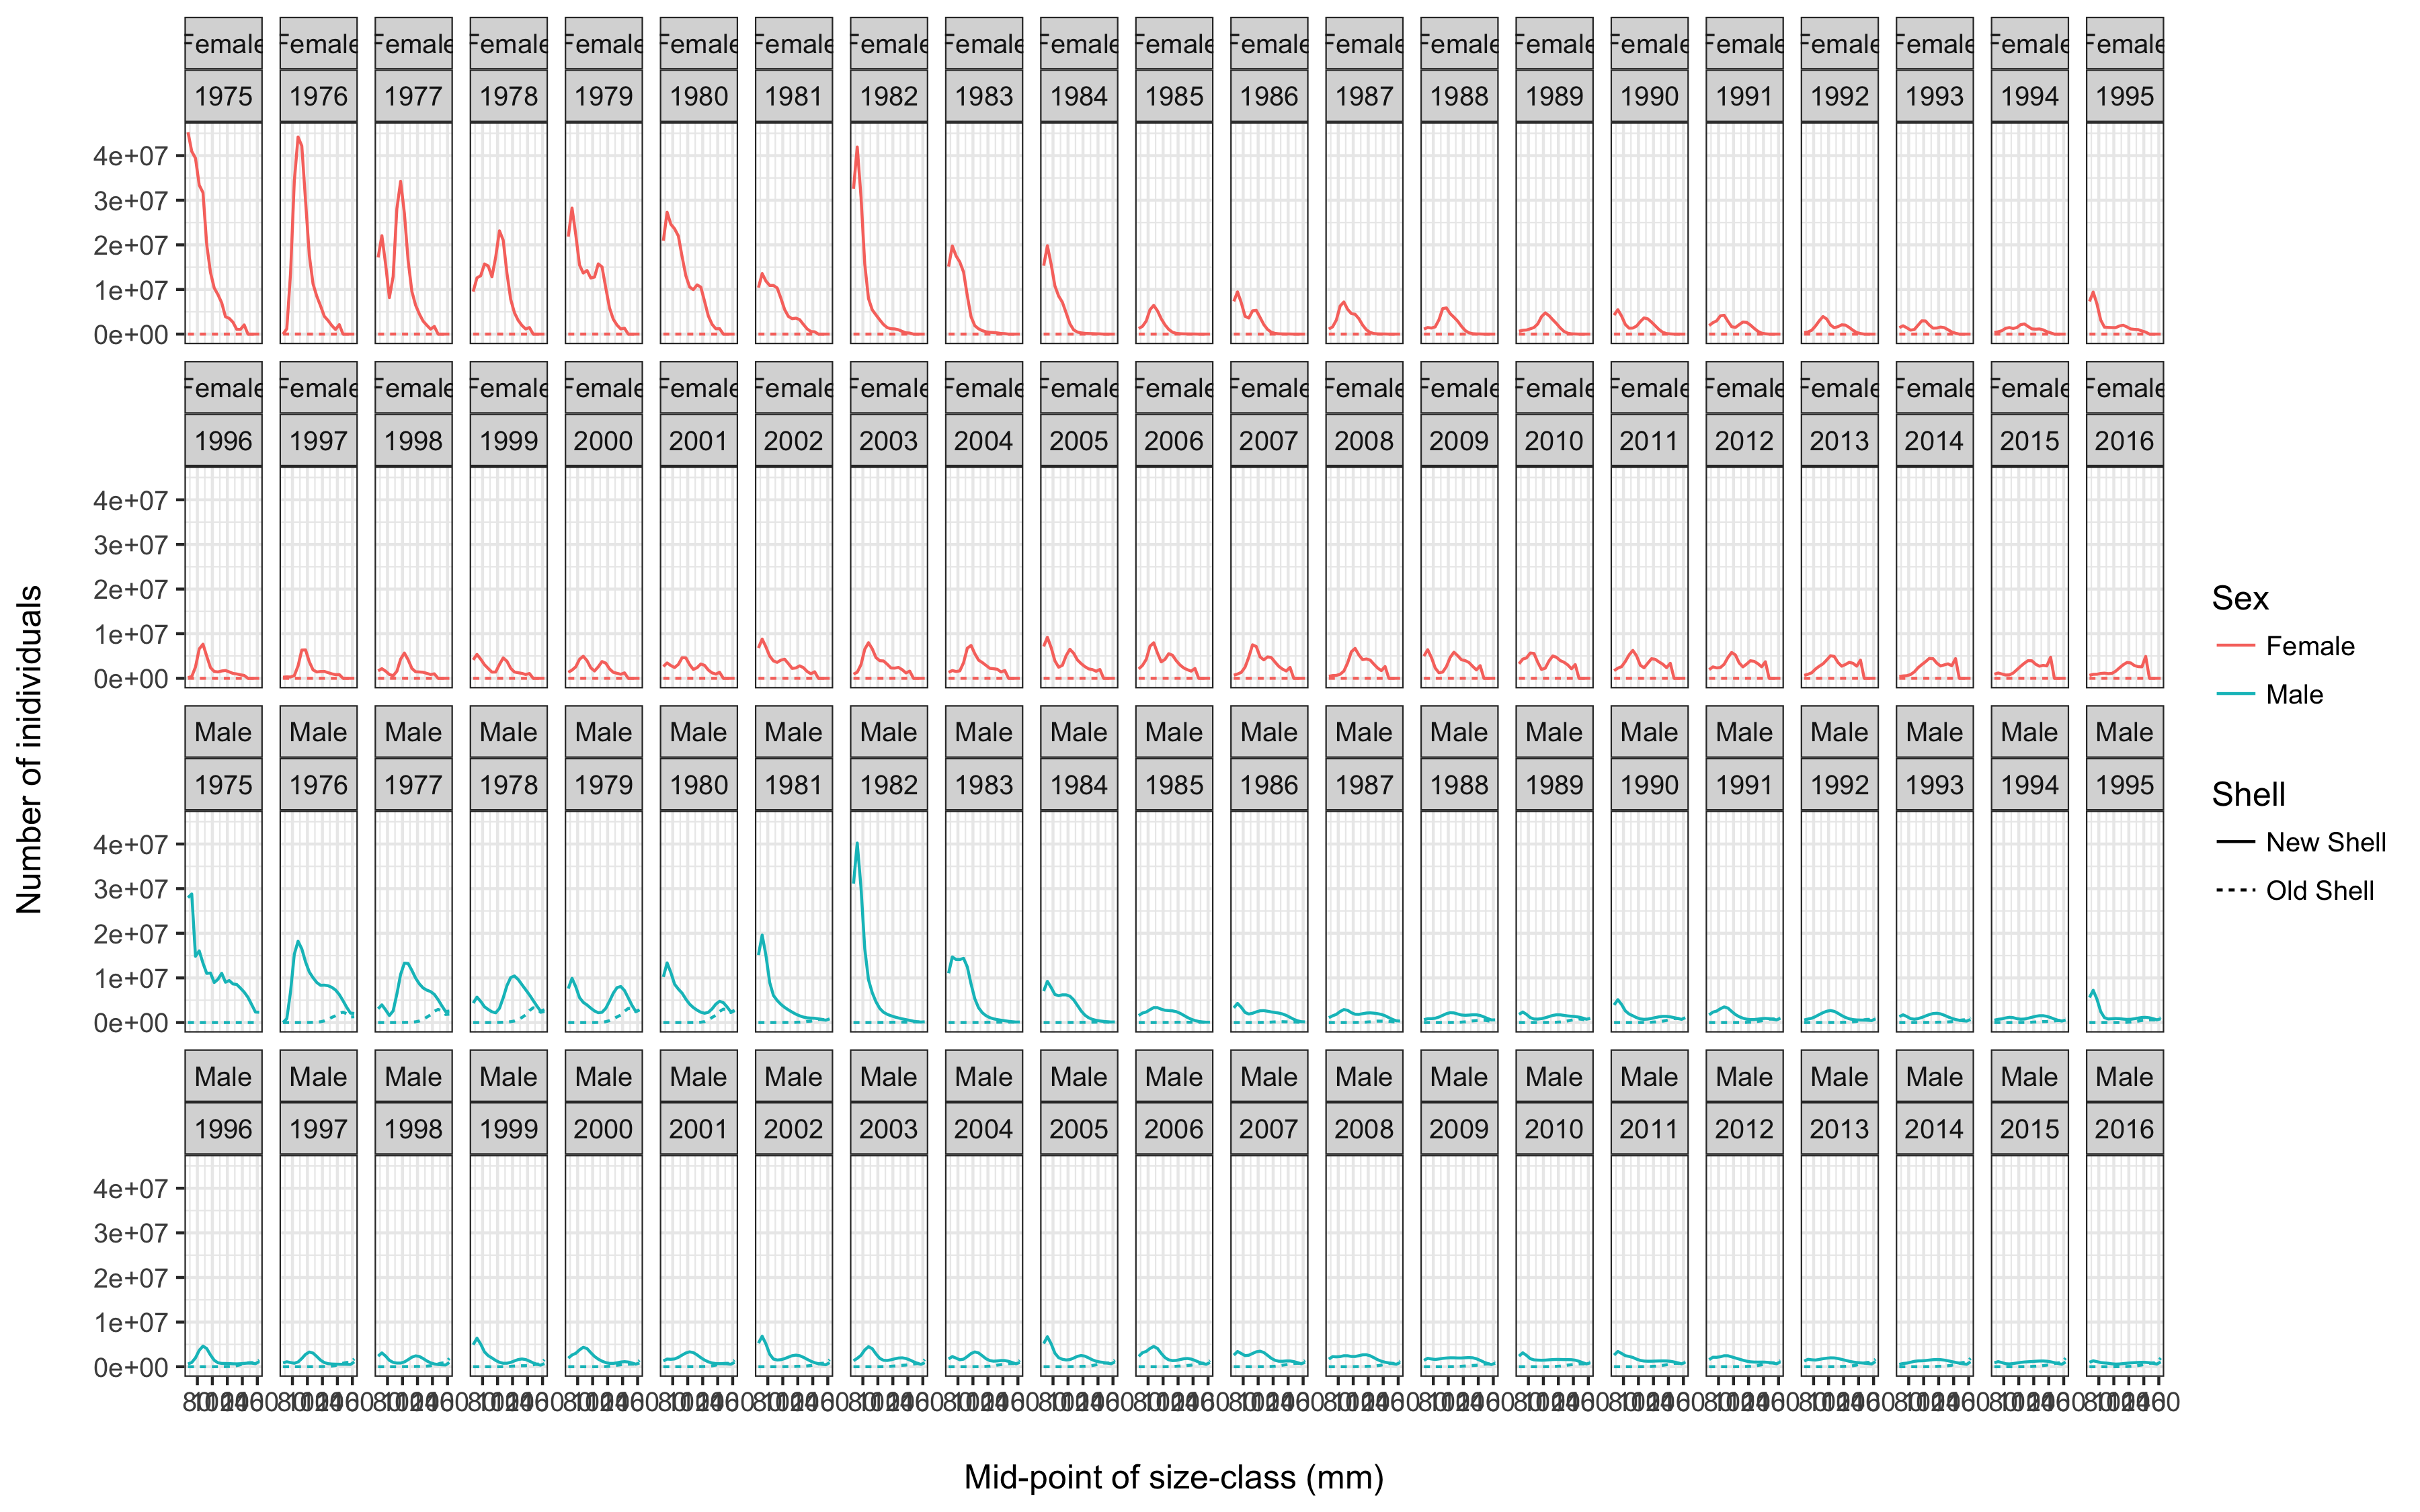 Female Female Female Female Female Female Female Female Female Female Female Female Female Female Female Female Female Female Female Female Female
1975 1976 1977 1978 1979 1980 1981 1982 1983 1984 1985 1986 1987 1988 1989 1990 1991 1992 1993 1994 1995
4e+07
3e+07
2e+07
1e+07
0e+00
Female Female Female Female Female Female Female Female Female Female Female Female Female Female Female Female Female Female Female Female Female
1996 1997 1998 1999 2000 2001 2002 2003 2004 2005 2006 2007 2008 2009 2010 2011 2012 2013 2014 2015 2016
4e+07
3e+07
2e+07
1e+07
0e+00
Male Male Male Male Male Male Male Male Male Male Male Male Male Male Male Male Male Male Male Male Male
1975 1976 1977 1978 1979 1980 1981 1982 1983 1984 1985 1986 1987 1988 1989 1990 1991 1992 1993 1994 1995
4e+07
3e+07
2e+07
1e+07
0e+00
Male Male Male Male Male Male Male Male Male Male Male Male Male Male Male Male Male Male Male Male Male
1996 1997 1998 1999 2000 2001 2002 2003 2004 2005 2006 2007 2008 2009 2010 2011 2012 2013 2014 2015 2016
4e+07
3e+07
2e+07
1e+07
0e+00
Mid-point of size-class (mm)
Number of inidividuals
Sex
Female
Male
Shell
New Shell
Old Shell